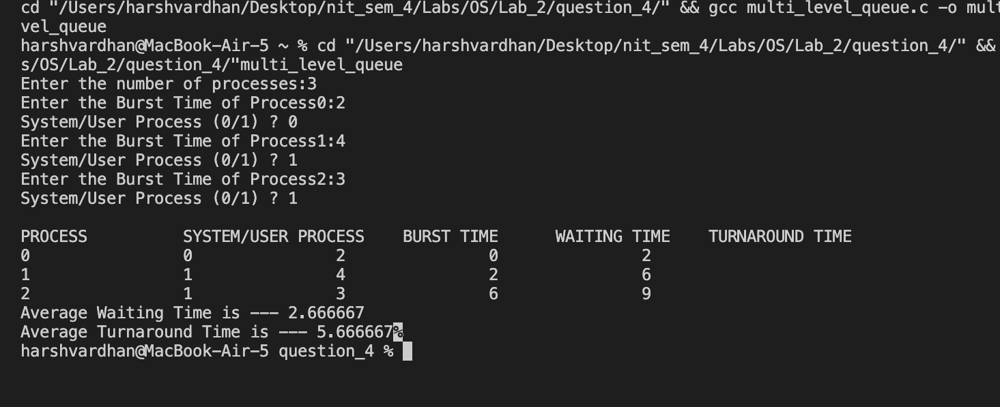 cd "/Users/harshvardhan/Desktop/nit_sem_4/Labs/OS/Lab_2/question_4/" && gcc multi_level_queue.c -o mult
vel_queue
harshvardhan@MacBook-Air-5 ~ % cd "/Users/harshvardhan/Desktop/nit_sem_4/Labs/OS/Lab_2/question_4/" &&
s/OS/Lab_2/question_4/"multi_level_queue
Enter the number of processes:3
Enter the Burst Time of Process0:2
System/User Process (0/1) ? 0
Enter the Burst Time of Process1:4
System/User Process (0/1) ? 1
Enter the Burst Time of Process2:3
System/User Process (0/1) ? 1
PROCESS SYSTEM/USER PROCESS BURST TIME WAITING TIME TURNAROUND TIME
0 0 2 0 2
1 1 4 2 6
2 1 3 6 9
Average Waiting Time is --- 2.666667
Average Turnaround Time is --- 5.666667%
harshvardhan@MacBook-Air-5 question_4 %